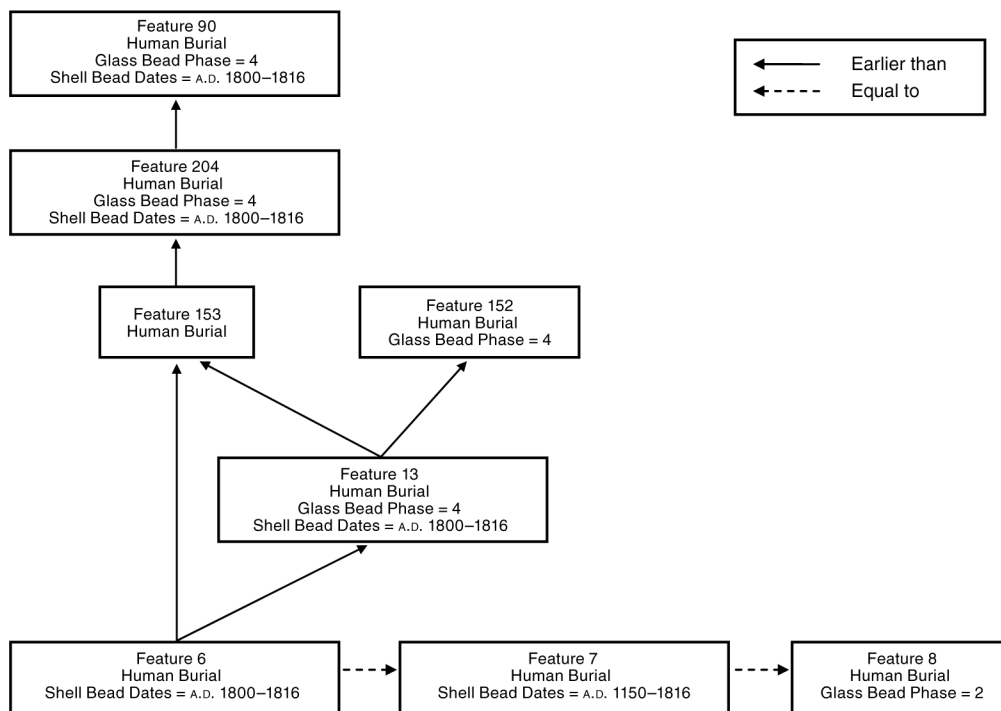 Feature 90
Human Burial
Glass Bead Phase = 4
Shell Bead Dates = A.D. 1800–1816
Earlier than
Equal to
Feature 204
Human Burial
Glass Bead Phase = 4
Shell Bead Dates = A.D. 1800–1816
Feature 153
Human Burial
Feature 152
Human Burial
Glass Bead Phase = 4
Feature 13
Human Burial
Glass Bead Phase = 4
Shell Bead Dates = A.D. 1800–1816
Feature 6
Human Burial
Shell Bead Dates = A.D. 1800–1816
Feature 7
Human Burial
Shell Bead Dates = A.D. 1150–1816
Feature 8
Human Burial
Glass Bead Phase = 2